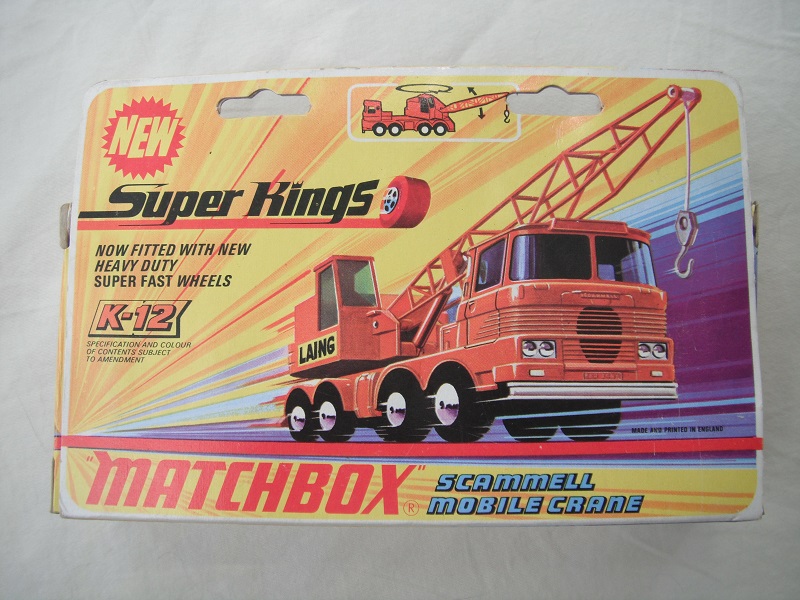 NEW
Super Kings
NOW FITTED WITH NEW
HEAVY DUTY
SUPER FAST WHEELS
K-12
SPECIFICATION AND COLOUR
OF CONTENTS SUBJECT
TO AMENDMENT
LAING
MADE AND PRINTED IN ENGLAND
"MATCHBOX"®
SCAMMELL
MOBILE CRANE